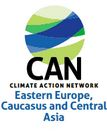 CAN
CLIMATE ACTION NETWORK
Eastern Europe,
Caucasus and Central
Asia